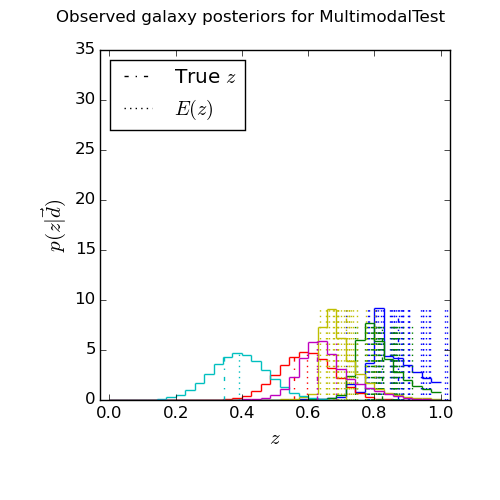 Observed galaxy posteriors for MultimodalTest
35
30
25
20
15
10
5
0
p(z|d⃗)
True z
E(z)
0.0 0.2 0.4 0.6 0.8 1.0
z